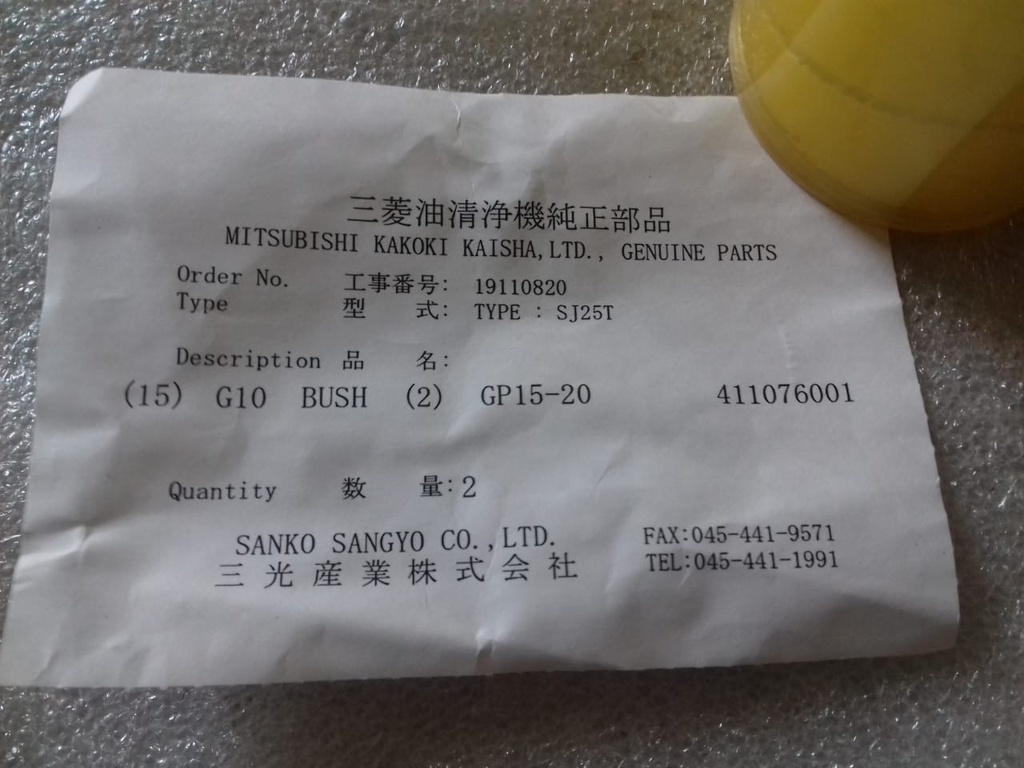 三菱油清浄機純正部品
MITSUBISHI KAKOKI KAISHA,LTD., GENUINE PARTS
Order No. 工事番号: 19110820
Type 型 式: TYPE : SJ25T
Description 品 名:
(15) G10 BUSH (2) GP15-20 411076001
Quantity 数 量:2
SANKO SANGYO CO.,LTD. FAX:045-441-9571
三光産業株式会社 TEL:045-441-1991